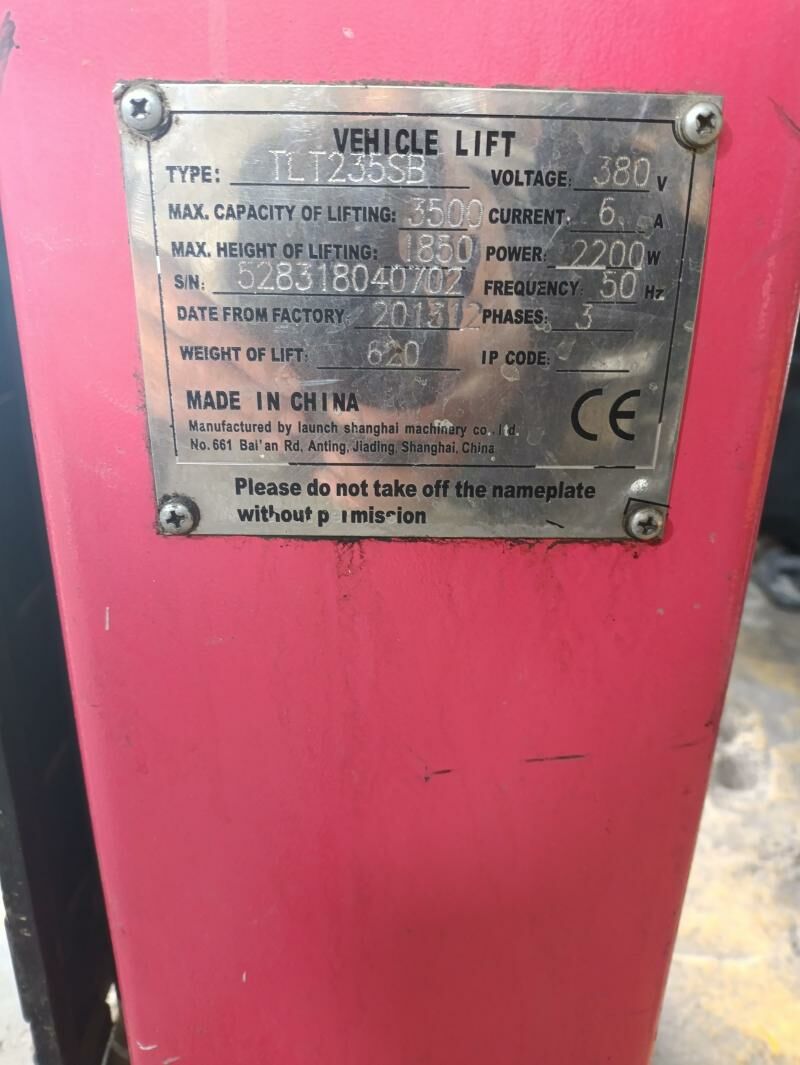 VEHICLE LIFT
TYPE: TLT235SB VOLTAGE: 380 V
MAX. CAPACITY OF LIFTING: 3500 CURRENT: 6. A
MAX. HEIGHT OF LIFTING: 1850 POWER: 2200 W
S/N: 528318040702 FREQUENCY: 50 Hz
DATE FROM FACTORY: 201312 PHASES: 3
WEIGHT OF LIFT: 620 IP CODE:
MADE IN CHINA CE
Manufactured by launch shanghai machinery co., ltd.
No. 661 Bai'an Rd, Anting, Jiading, Shanghai, China
Please do not take off the nameplate
without